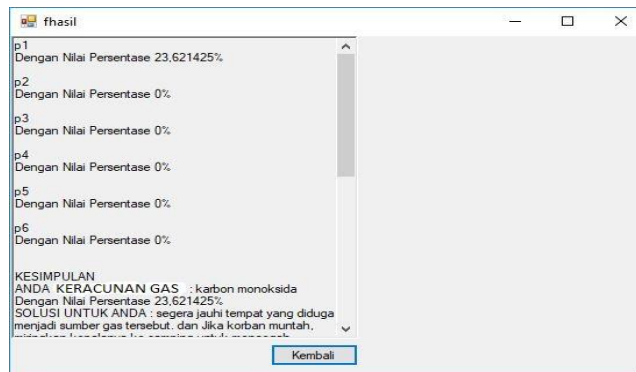 fhasil
p1
Dengan Nilai Persentase 23,621425%
p2
Dengan Nilai Persentase 0%
p3
Dengan Nilai Persentase 0%
p4
Dengan Nilai Persentase 0%
p5
Dengan Nilai Persentase 0%
p6
Dengan Nilai Persentase 0%
KESIMPULAN
ANDA KERACUNAN GAS : karbon monoksida
Dengan Nilai Persentase 23,621425%
SOLUSI UNTUK ANDA : segera jauhi tempat yang diduga
menjadi sumber gas tersebut. dan Jika korban muntah,
Kembali